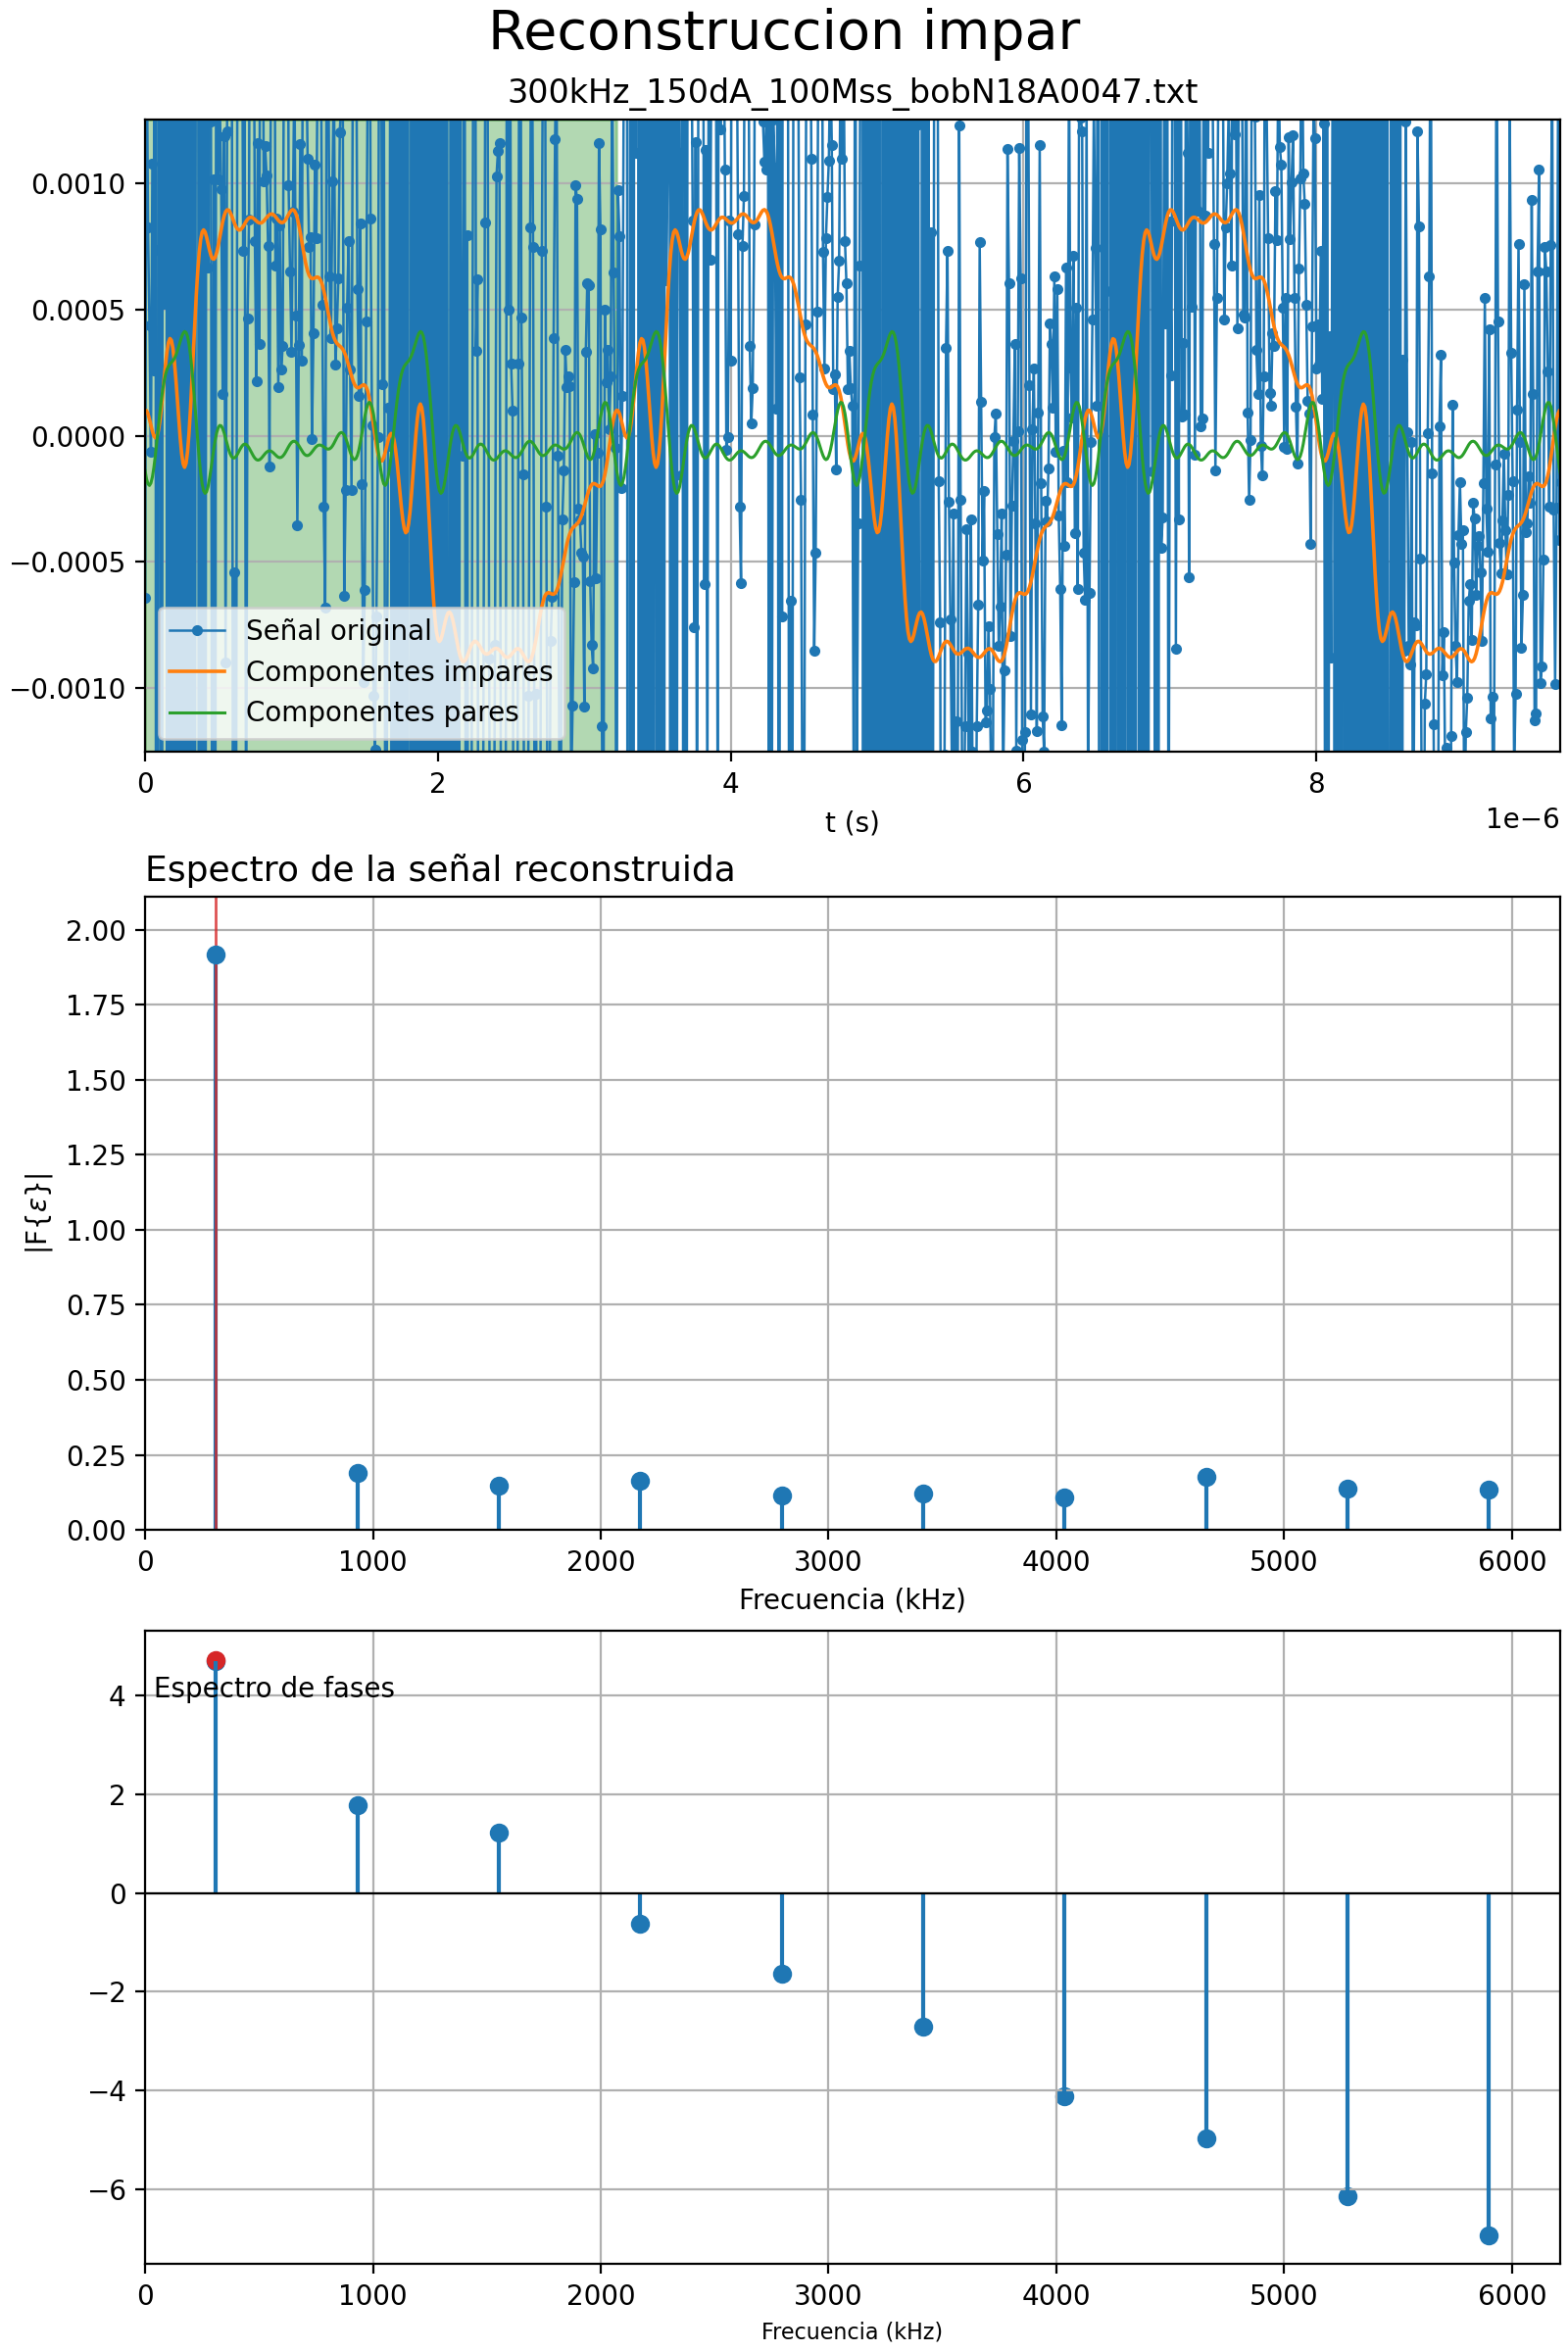 Reconstruccion impar
300kHz_150dA_100Mss_bobN18A0047.txt
0.0010
0.0005
0.0000
−0.0005
−0.0010
Señal original
Componentes impares
Componentes pares
0 2 4 6 8
t (s)
1e−6
Espectro de la señal reconstruida
2.00
1.75
1.50
1.25
1.00
0.75
0.50
0.25
0.00
|F{ε}|
0 1000 2000 3000 4000 5000 6000
Frecuencia (kHz)
Espectro de fases
4
2
0
−2
−4
−6
0 1000 2000 3000 4000 5000 6000
Frecuencia (kHz)